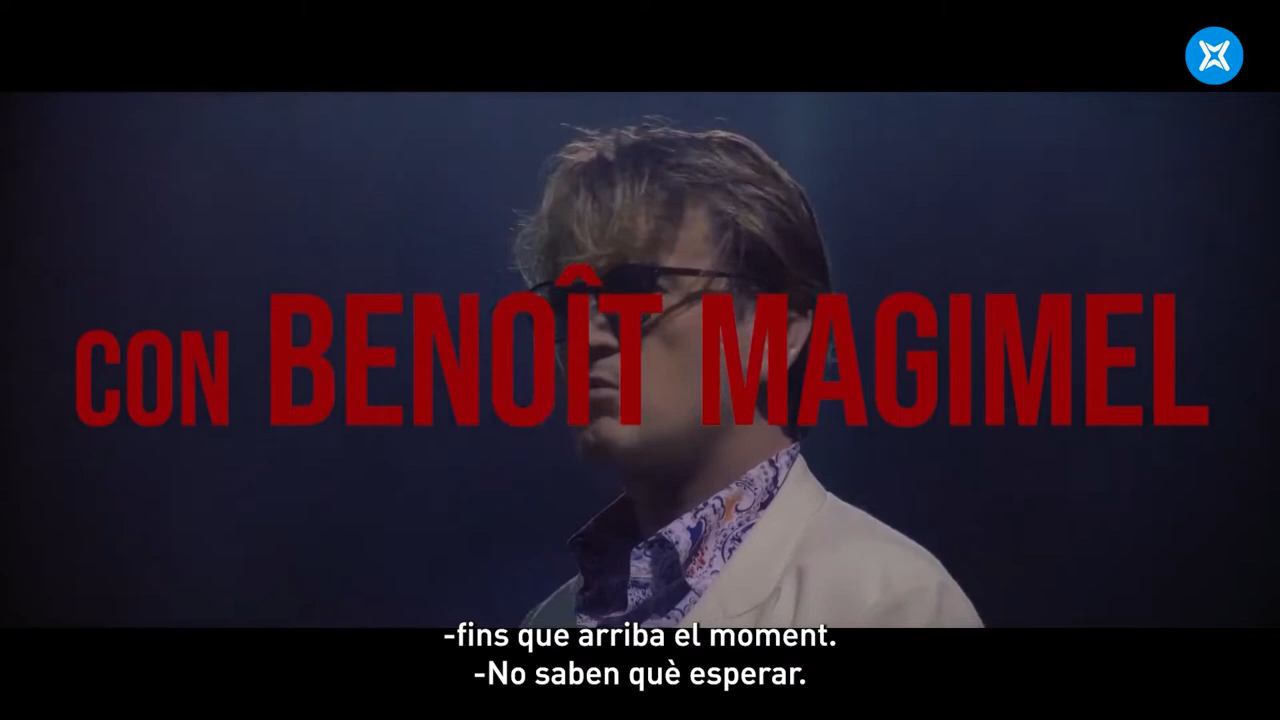 CON BENOÎT MAGIMEL
-fins que arriba el moment.
-No saben què esperar.